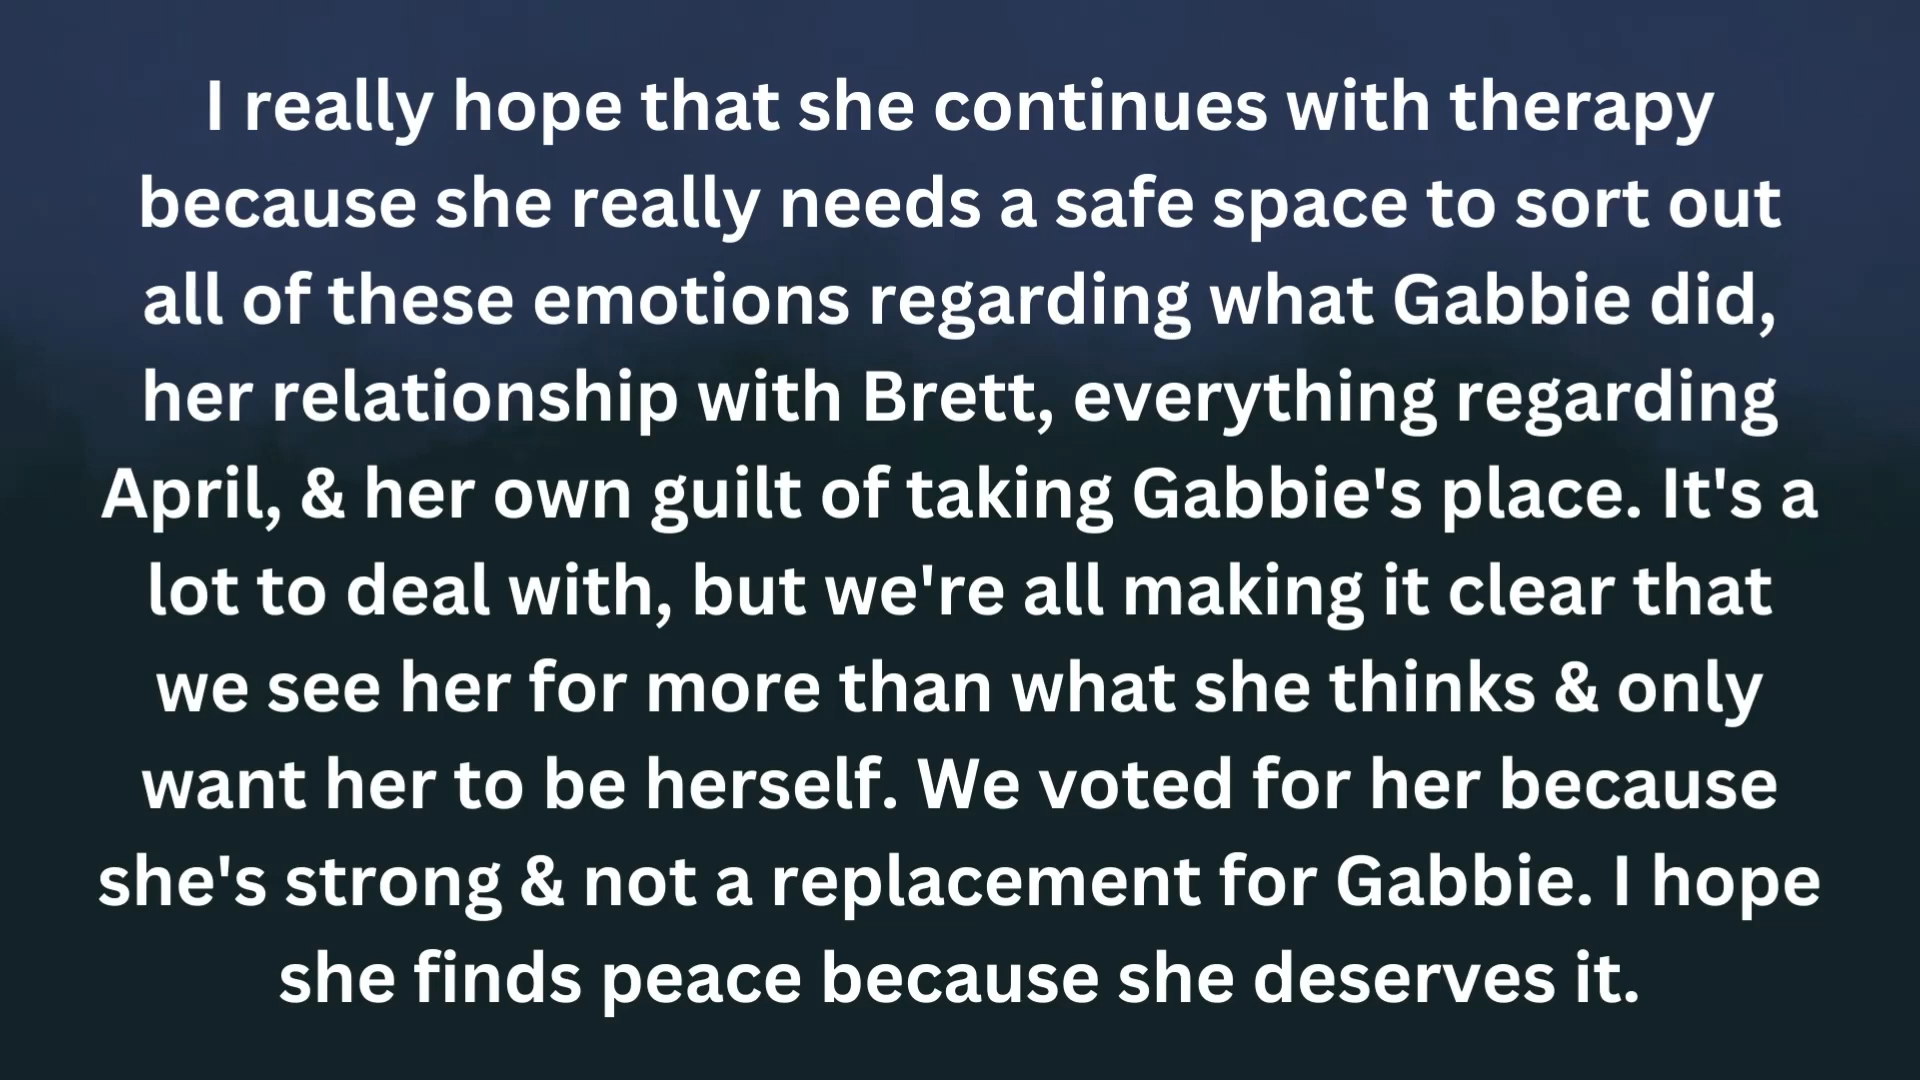 I really hope that she continues with therapy
because she really needs a safe space to sort out
all of these emotions regarding what Gabbie did,
her relationship with Brett, everything regarding
April, & her own guilt of taking Gabbie's place. It's a
lot to deal with, but we're all making it clear that
we see her for more than what she thinks & only
want her to be herself. We voted for her because
she's strong & not a replacement for Gabbie. I hope
she finds peace because she deserves it.